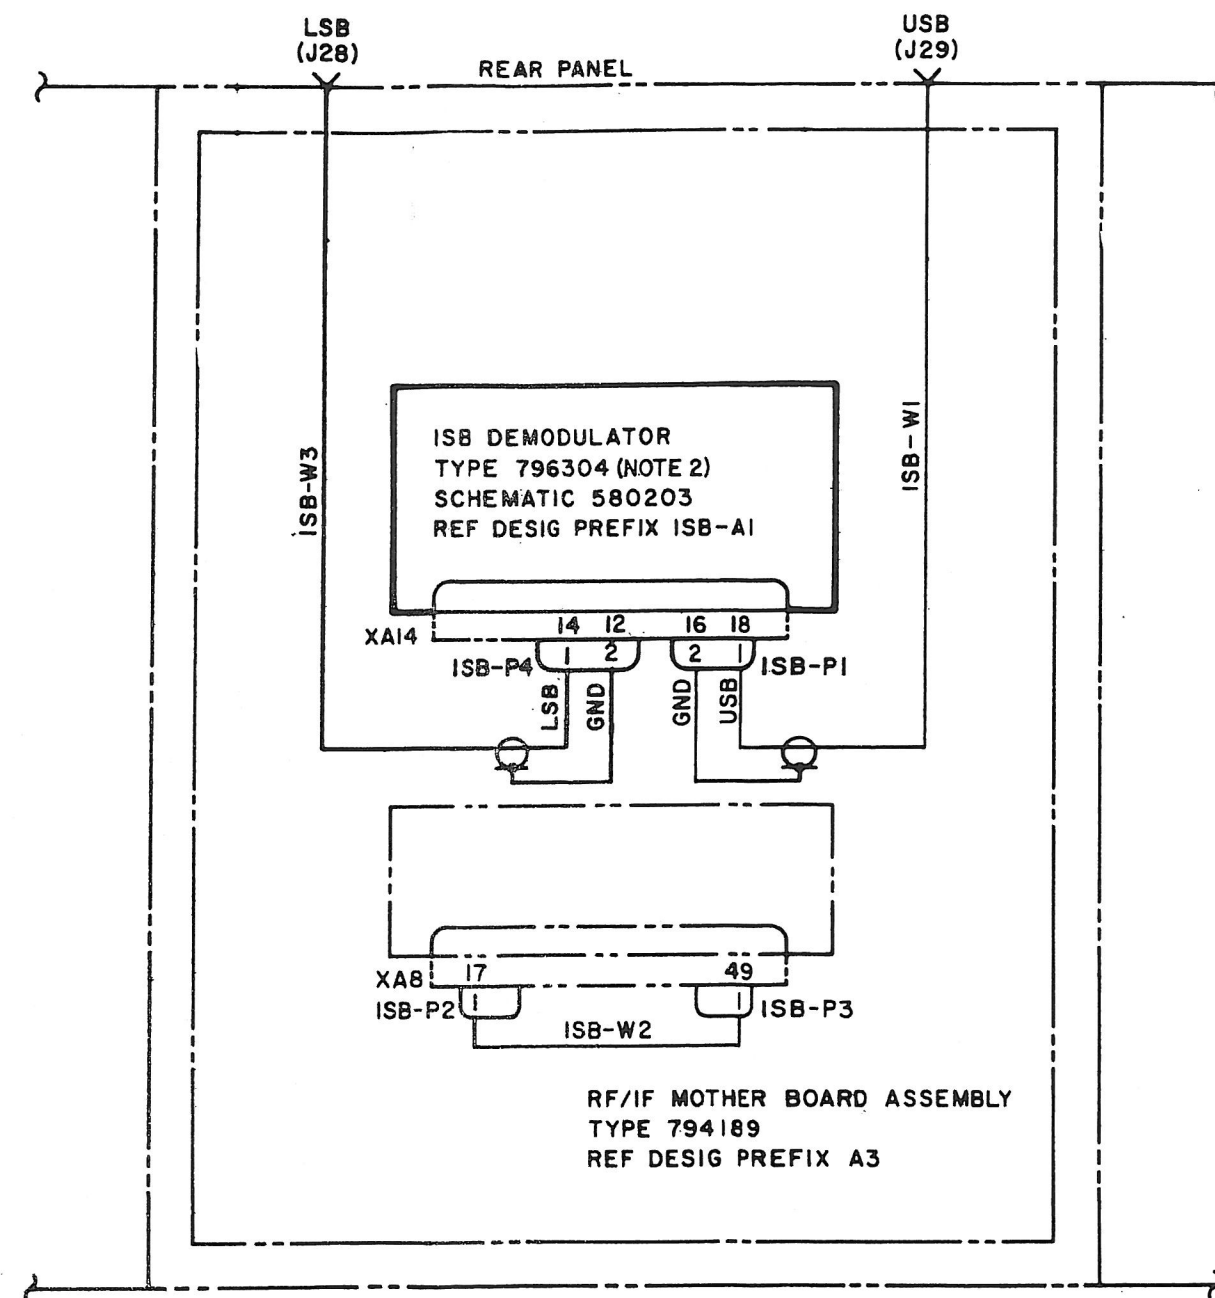 LSB
(J28)
USB
(J29)
REAR PANEL
ISB-W3
ISB-W1
ISB DEMODULATOR
TYPE 796304 (NOTE 2)
SCHEMATIC 580203
REF DESIG PREFIX ISB-A1
XA14
14 12 16 18
ISB-P4
1 2 2 1
ISB-P1
LSB
GND
GND
USB
XA8
17 49
ISB-P2
1 1
ISB-P3
ISB-W2
RF/IF MOTHER BOARD ASSEMBLY
TYPE 794189
REF DESIG PREFIX A3